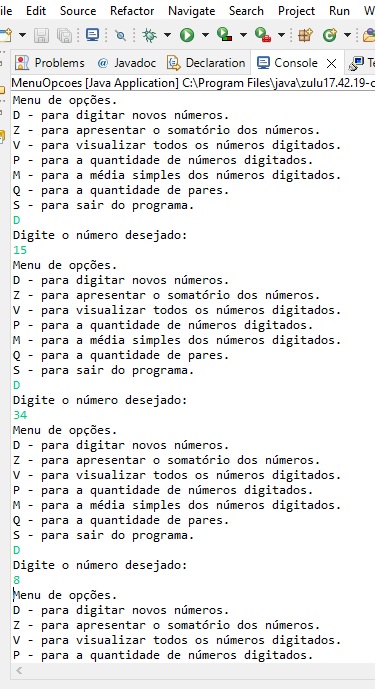 ile Edit Source Refactor Navigate Search Project Run Window
Problems @ Javadoc Declaration Console
MenuOpcoes [Java Application] C:\Program Files\java\zulu17.42.19-c
Menu de opções.
D - para digitar novos números.
Z - para apresentar o somatório dos números.
V - para visualizar todos os números digitados.
P - para a quantidade de números digitados.
M - para a média simples dos números digitados.
Q - para a quantidade de pares.
S - para sair do programa.
D
Digite o número desejado:
15
Menu de opções.
D - para digitar novos números.
Z - para apresentar o somatório dos números.
V - para visualizar todos os números digitados.
P - para a quantidade de números digitados.
M - para a média simples dos números digitados.
Q - para a quantidade de pares.
S - para sair do programa.
D
Digite o número desejado:
34
Menu de opções.
D - para digitar novos números.
Z - para apresentar o somatório dos números.
V - para visualizar todos os números digitados.
P - para a quantidade de números digitados.
M - para a média simples dos números digitados.
Q - para a quantidade de pares.
S - para sair do programa.
D
Digite o número desejado:
8
Menu de opções.
D - para digitar novos números.
Z - para apresentar o somatório dos números.
V - para visualizar todos os números digitados.
P - para a quantidade de números digitados.